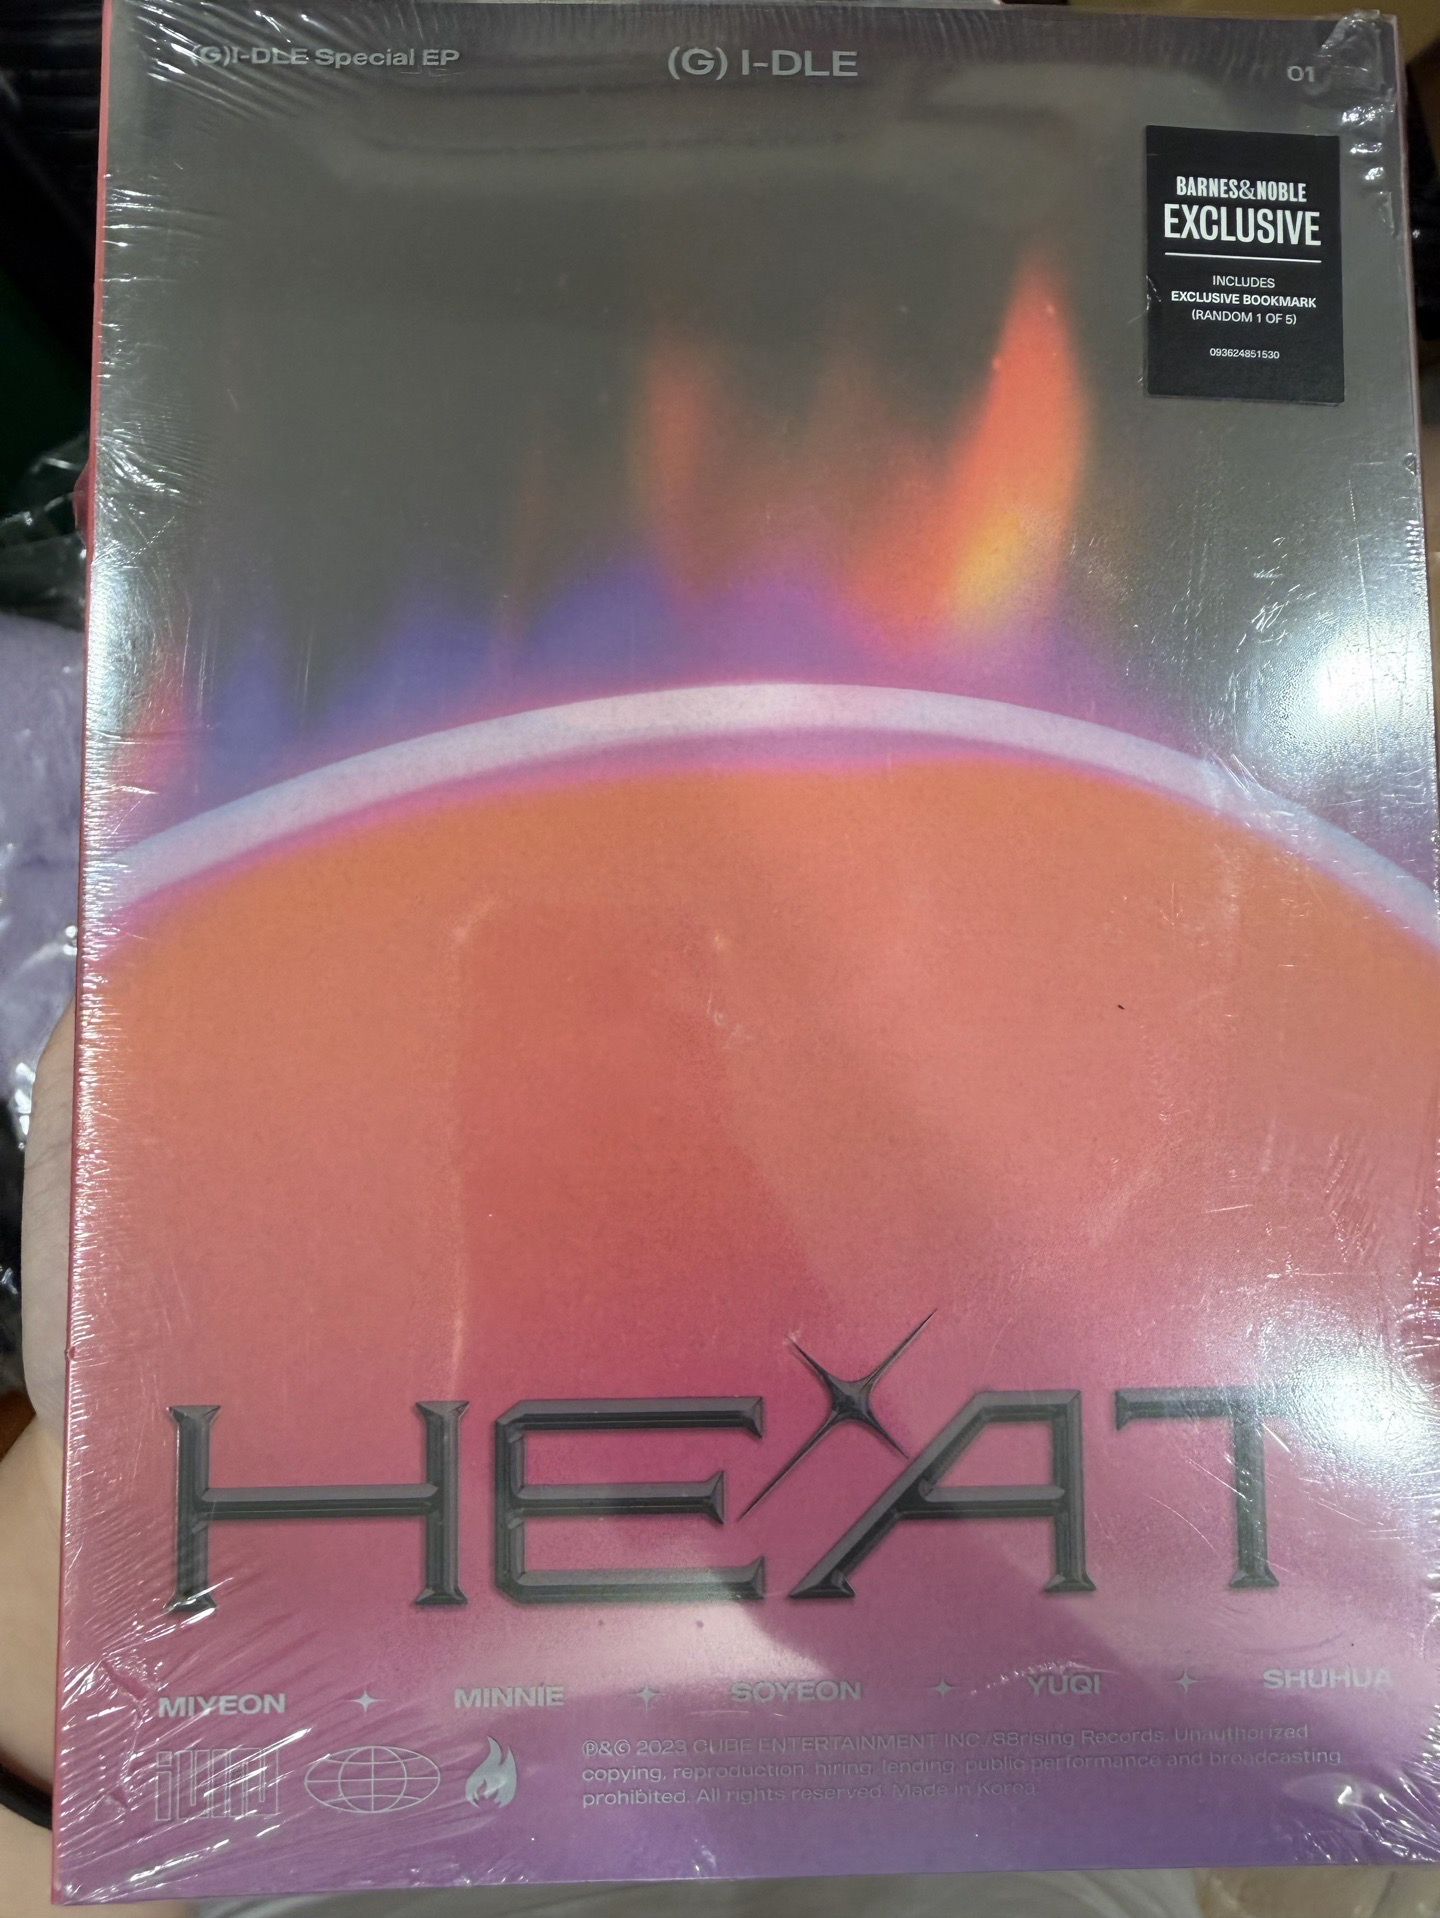 (G)I-DLE Special EP
(G) I-DLE
01
BARNES&NOBLE
EXCLUSIVE
INCLUDES
EXCLUSIVE BOOKMARK
(RANDOM 1 OF 5)
093624851530
HEAT
MIYEON MINNIE SOYEON YUQI SHUHUA
℗&© 2023 CUBE ENTERTAINMENT INC./88rising Records. Unauthorized
copying, reproduction, hiring, lending, public performance and broadcasting
prohibited. All rights reserved. Made in Korea